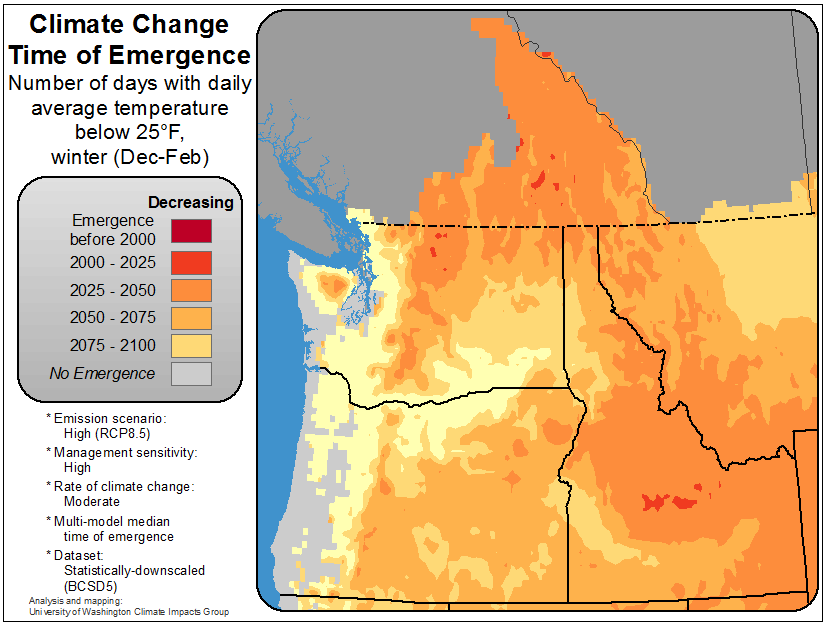 Climate Change
Time of Emergence
Number of days with daily
average temperature
below 25°F,
winter (Dec-Feb)
Decreasing
Emergence
before 2000
2000 - 2025
2025 - 2050
2050 - 2075
2075 - 2100
No Emergence
* Emission scenario:
High (RCP8.5)
* Management sensitivity:
High
* Rate of climate change:
Moderate
* Multi-model median
time of emergence
* Dataset:
Statistically-downscaled
(BCSD5)
Analysis and mapping:
University of Washington Climate Impacts Group